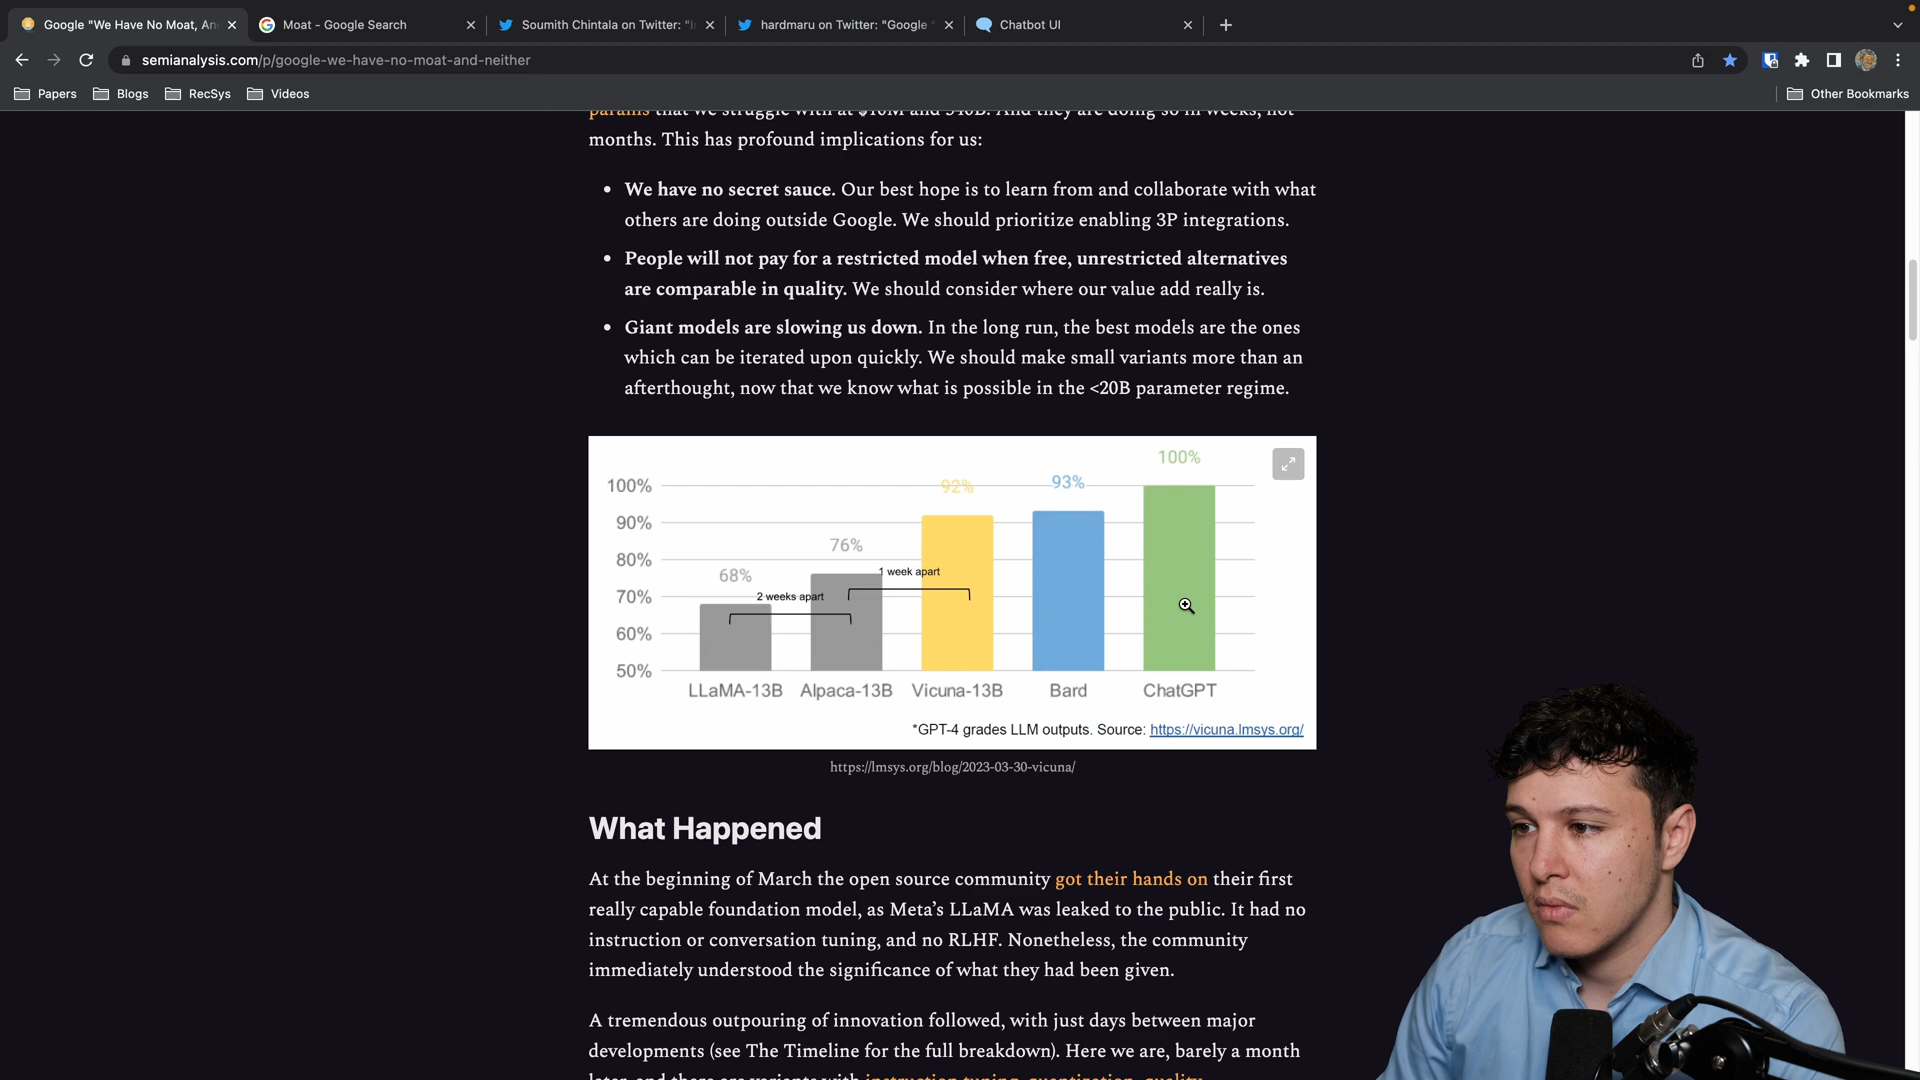 Google "We Have No Moat, An
Moat - Google Search
Soumith Chintala on Twitter: "I
hardmaru on Twitter: "Google "
Chatbot UI
semianalysis.com/p/google-we-have-no-moat-and-neither
Papers
Blogs
RecSys
Videos
Other Bookmarks
params that we struggle with at $10M and 540B. And they are doing so in weeks, not
months. This has profound implications for us:
• We have no secret sauce. Our best hope is to learn from and collaborate with what
others are doing outside Google. We should prioritize enabling 3P integrations.
• People will not pay for a restricted model when free, unrestricted alternatives
are comparable in quality. We should consider where our value add really is.
• Giant models are slowing us down. In the long run, the best models are the ones
which can be iterated upon quickly. We should make small variants more than an
afterthought, now that we know what is possible in the <20B parameter regime.
100%
90%
80%
70%
60%
50%
68%
76%
92%
93%
100%
2 weeks apart
1 week apart
LLaMA-13B
Alpaca-13B
Vicuna-13B
Bard
ChatGPT
*GPT-4 grades LLM outputs. Source: https://vicuna.lmsys.org/
https://lmsys.org/blog/2023-03-30-vicuna/
What Happened
At the beginning of March the open source community got their hands on their first
really capable foundation model, as Meta's LLaMA was leaked to the public. It had no
instruction or conversation tuning, and no RLHF. Nonetheless, the community
immediately understood the significance of what they had been given.
A tremendous outpouring of innovation followed, with just days between major
developments (see The Timeline for the full breakdown). Here we are, barely a month
later, and there are variants with instruction tuning, quantization, quality